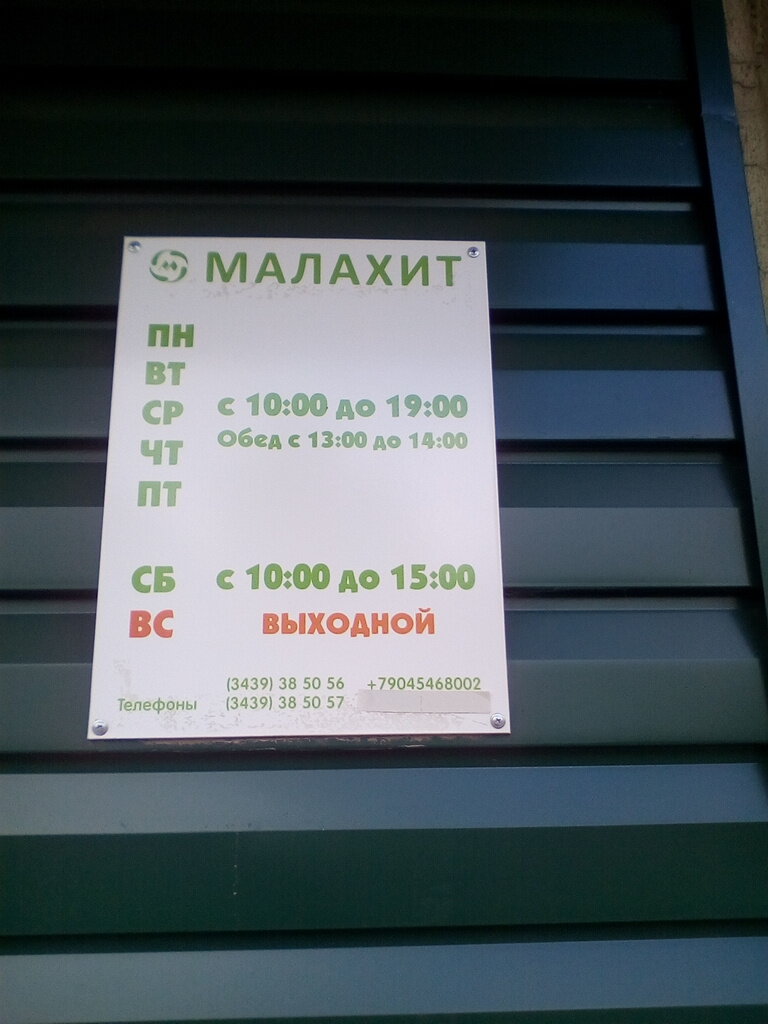 МАЛАХИТ
ПН
ВТ
СР с 10:00 до 19:00
ЧТ Обед с 13:00 до 14:00
ПТ
СБ с 10:00 до 15:00
ВС ВЫХОДНОЙ
(3439) 38 50 56 +79045468002
Телефоны (3439) 38 50 57